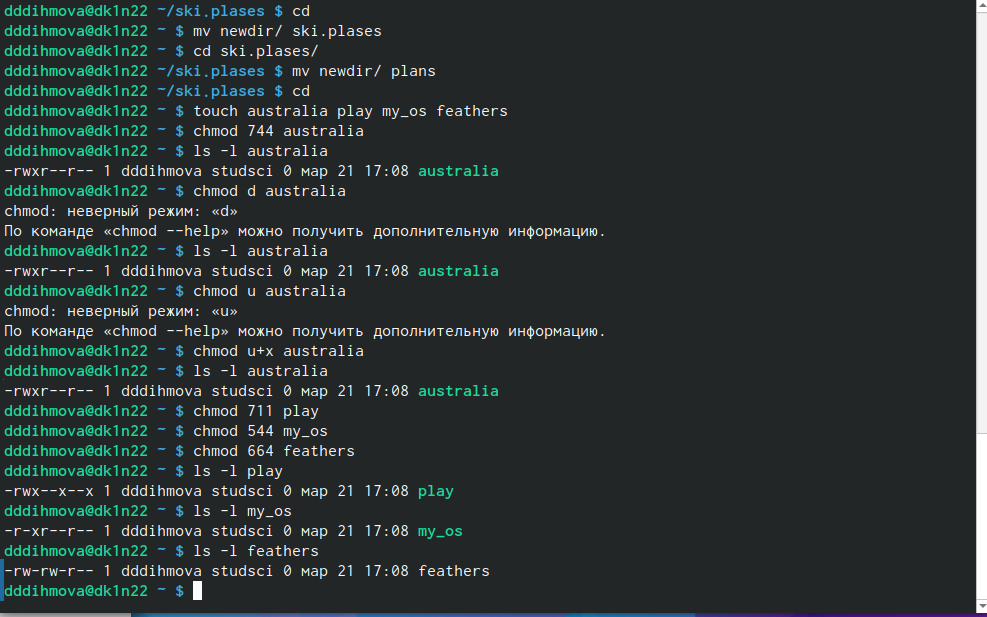 dddihmova@dk1n22 ~/ski.plases $ cd
dddihmova@dk1n22 ~ $ mv newdir/ ski.plases
dddihmova@dk1n22 ~ $ cd ski.plases/
dddihmova@dk1n22 ~/ski.plases $ mv newdir/ plans
dddihmova@dk1n22 ~/ski.plases $ cd
dddihmova@dk1n22 ~ $ touch australia play my_os feathers
dddihmova@dk1n22 ~ $ chmod 744 australia
dddihmova@dk1n22 ~ $ ls -l australia
-rwxr--r-- 1 dddihmova studsci 0 мар 21 17:08 australia
dddihmova@dk1n22 ~ $ chmod d australia
chmod: неверный режим: «d»
По команде «chmod --help» можно получить дополнительную информацию.
dddihmova@dk1n22 ~ $ ls -l australia
-rwxr--r-- 1 dddihmova studsci 0 мар 21 17:08 australia
dddihmova@dk1n22 ~ $ chmod u australia
chmod: неверный режим: «u»
По команде «chmod --help» можно получить дополнительную информацию.
dddihmova@dk1n22 ~ $ chmod u+x australia
dddihmova@dk1n22 ~ $ ls -l australia
-rwxr--r-- 1 dddihmova studsci 0 мар 21 17:08 australia
dddihmova@dk1n22 ~ $ chmod 711 play
dddihmova@dk1n22 ~ $ chmod 544 my_os
dddihmova@dk1n22 ~ $ chmod 664 feathers
dddihmova@dk1n22 ~ $ ls -l play
-rwx--x--x 1 dddihmova studsci 0 мар 21 17:08 play
dddihmova@dk1n22 ~ $ ls -l my_os
-r-xr--r-- 1 dddihmova studsci 0 мар 21 17:08 my_os
dddihmova@dk1n22 ~ $ ls -l feathers
-rw-rw-r-- 1 dddihmova studsci 0 мар 21 17:08 feathers
dddihmova@dk1n22 ~ $